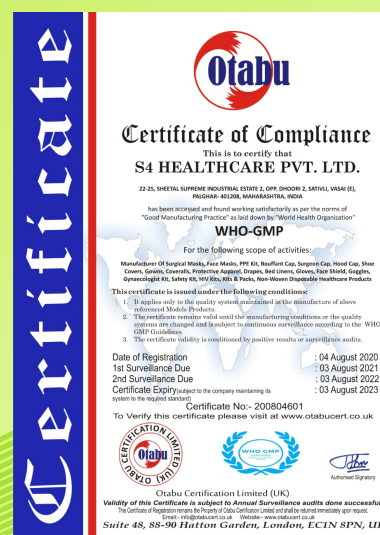 Certificate
Otabu
Certificate of Compliance
This is to certify that
S4 HEALTHCARE PVT. LTD.
22-25, SHEETAL SUPREME INDUSTRIAL ESTATE 2, OPP. DHOORI 2, SATIVLI, VASAI (E),
PALGHAR- 401208, MAHARASHTRA, INDIA
has been accessed and found working satisfactorily as per the norms of
"Good Manufacturing Practice" as laid down by "World Health Organisation"
WHO-GMP
For the following scope of activities:
Manufacturer Of Surgical Masks, Face Masks, PPE Kit, Bouffant Cap, Surgeon Cap, Hood Cap, Shoe
Covers, Gowns, Coveralls, Protective Apparel, Drapes, Bed Linens, Gloves, Face Shield, Goggles,
Gynaecologist Kit, Safety Kit, HIV Kits, Kits & Packs, Non-Woven Disposable Healthcare Products
This certificate is issued under the following conditions:
1. It applies only to the quality system maintained in the manufacture of above
referenced Models Products.
2. The certificate remains valid until the manufacturing conditions or the quality
systems are changed and is subject to continuous surveillance according to the WHO
GMP Guidelines
3. The certificate validity is conditioned by positive results or surveillance audits.
Date of Registration : 04 August 2020
1st Surveillance Due : 03 August 2021
2nd Surveillance Due : 03 August 2022
Certificate Expiry(subject to the company maintaining its : 03 August 2023
system to the required standard)
Certificate No:- 200804601
To Verify this certificate please visit at www.otabucert.co.uk
OTABU CERTIFICATION LIMITED (UK)
Otabu
WHO GMP
Authorised Signatory
Otabu Certification Limited (UK)
Validity of this Certificate is subject to Annual Surveillance audits done successful
This Certificate of Registration remains the Property of Otabu Certification Limited and shall be returned immediately upon request.
Email:- info@otabucert.co.uk Website:- www.otabucert.co.uk
Suite 48, 88-90 Hatton Garden, London, EC1N 8PN, U